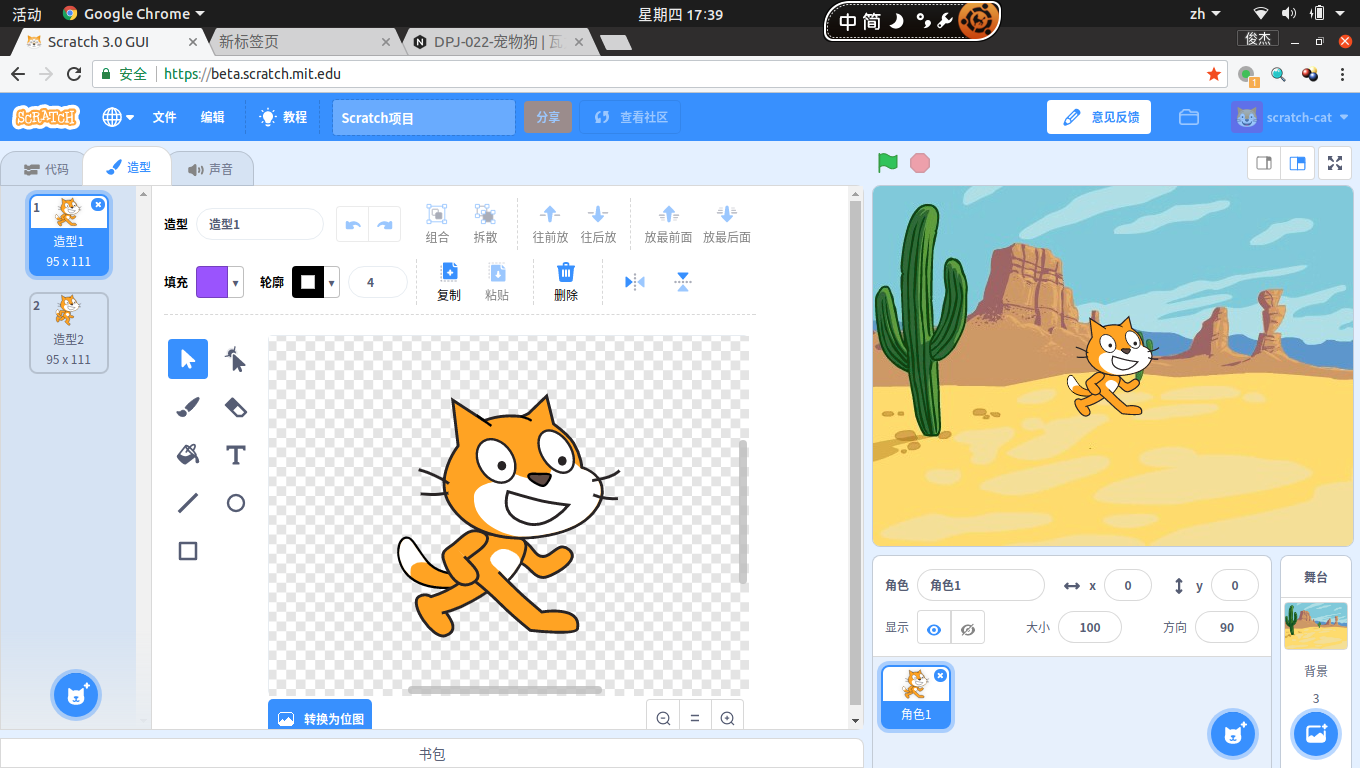 活动 Google Chrome 星期四 17:39 中 简 zh
Scratch 3.0 GUI 新标签页 DPJ-022-宠物狗 | 瓦 俊杰
安全 https://beta.scratch.mit.edu 1
SCRATCH 文件 编辑 教程 Scratch项目 分享 查看社区 意见反馈 scratch-cat
代码 造型 声音
1
造型1
95 x 111
2
造型2
95 x 111
造型 造型1 组合 拆散 往前放 往后放 放最前面 放最后面
填充 轮廓 4 复制 粘贴 删除
T
转换为位图
书包
角色 角色1 x 0 y 0
显示 大小 100 方向 90
角色1
舞台
背景
3